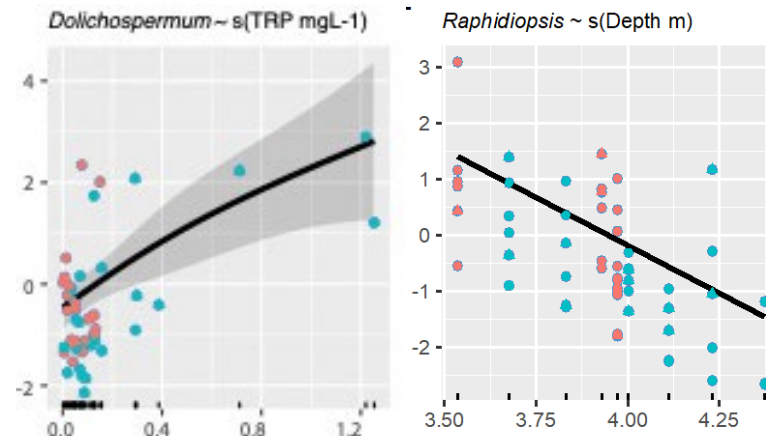 Dolichospermum ~ s(TRP mgL-1)
4
2
0
-2
0.0 0.4 0.8 1.2
Raphidiopsis ~ s(Depth m)
3
2
1
0
-1
-2
3.50 3.75 4.00 4.25